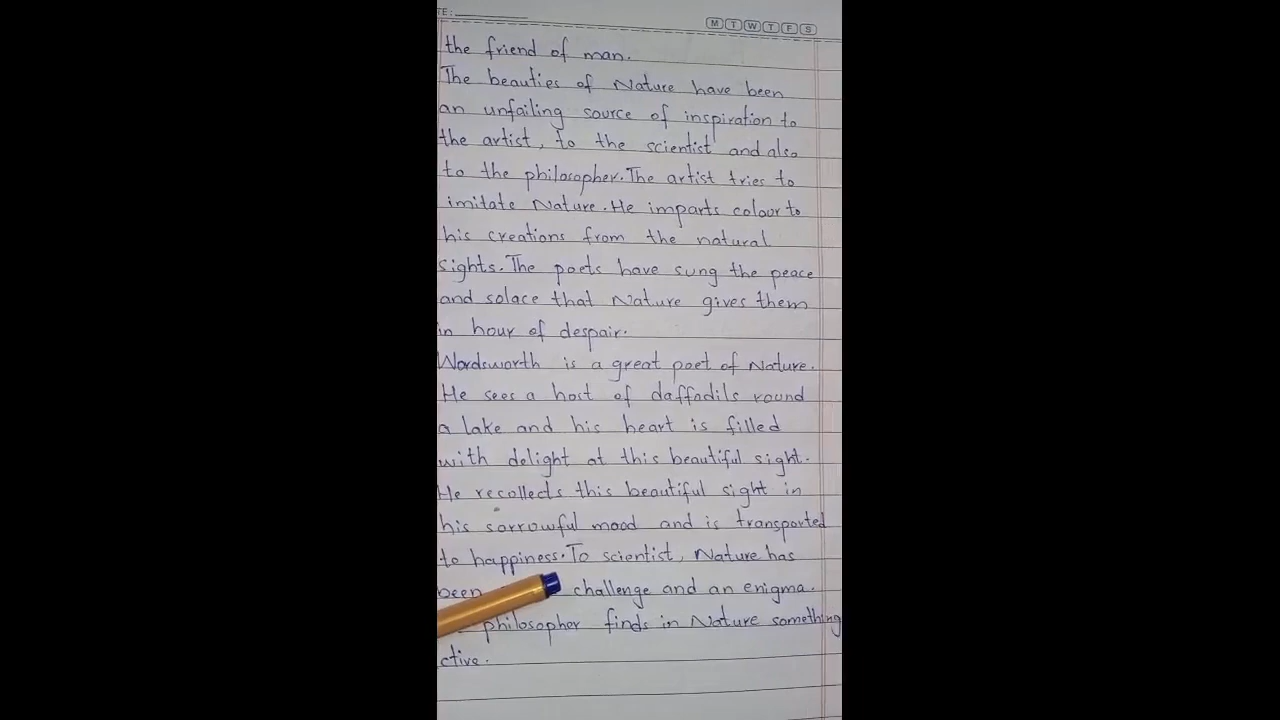 TE:
M T W T F S
the friend of man.
The beauties of Nature have been
an unfailing source of inspiration to
the artist, to the scientist and also
to the philosopher. The artist tries to
imitate Nature. He imparts colour to
his creations from the natural
sights. The poets have sung the peace
and solace that Nature gives them
in hour of despair.
Wordsworth is a great poet of Nature.
He sees a host of daffodils round
a lake and his heart is filled
with delight at this beautiful sight.
He recollects this beautiful sight in
his sorrowful mood and is transported
to happiness. To scientist, Nature has
been challenge and an enigma.
philosopher finds in Nature something
ctive.